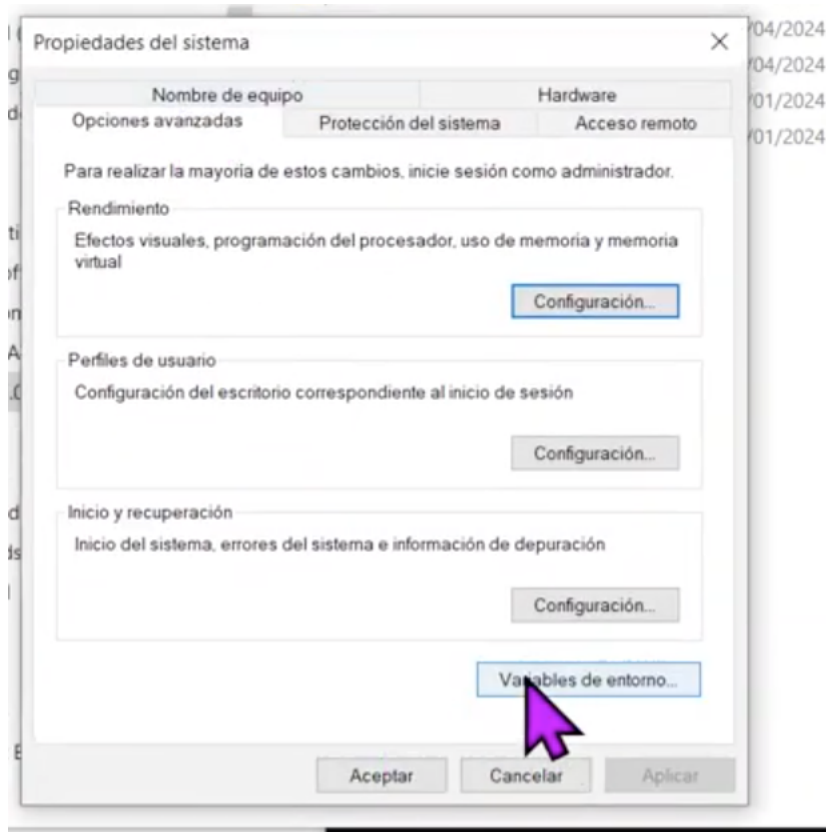 Propiedades del sistema
/04/2024
/04/2024
/01/2024
/01/2024
Nombre de equipo
Hardware
Opciones avanzadas
Protección del sistema
Acceso remoto
Para realizar la mayoría de estos cambios, inicie sesión como administrador.
Rendimiento
Efectos visuales, programación del procesador, uso de memoria y memoria
virtual
Configuración...
Perfiles de usuario
Configuración del escritorio correspondiente al inicio de sesión
Configuración...
Inicio y recuperación
Inicio del sistema, errores del sistema e información de depuración
Configuración...
Variables de entorno...
Aceptar
Cancelar
Aplicar